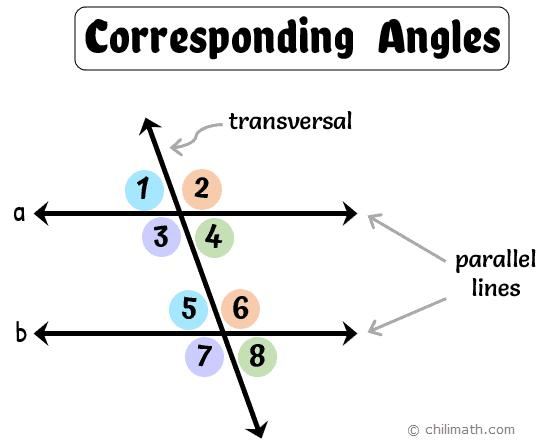 Corresponding Angles
transversal
1 2
a
3 4
parallel
lines
5 6
b
7 8
© chilimath.com